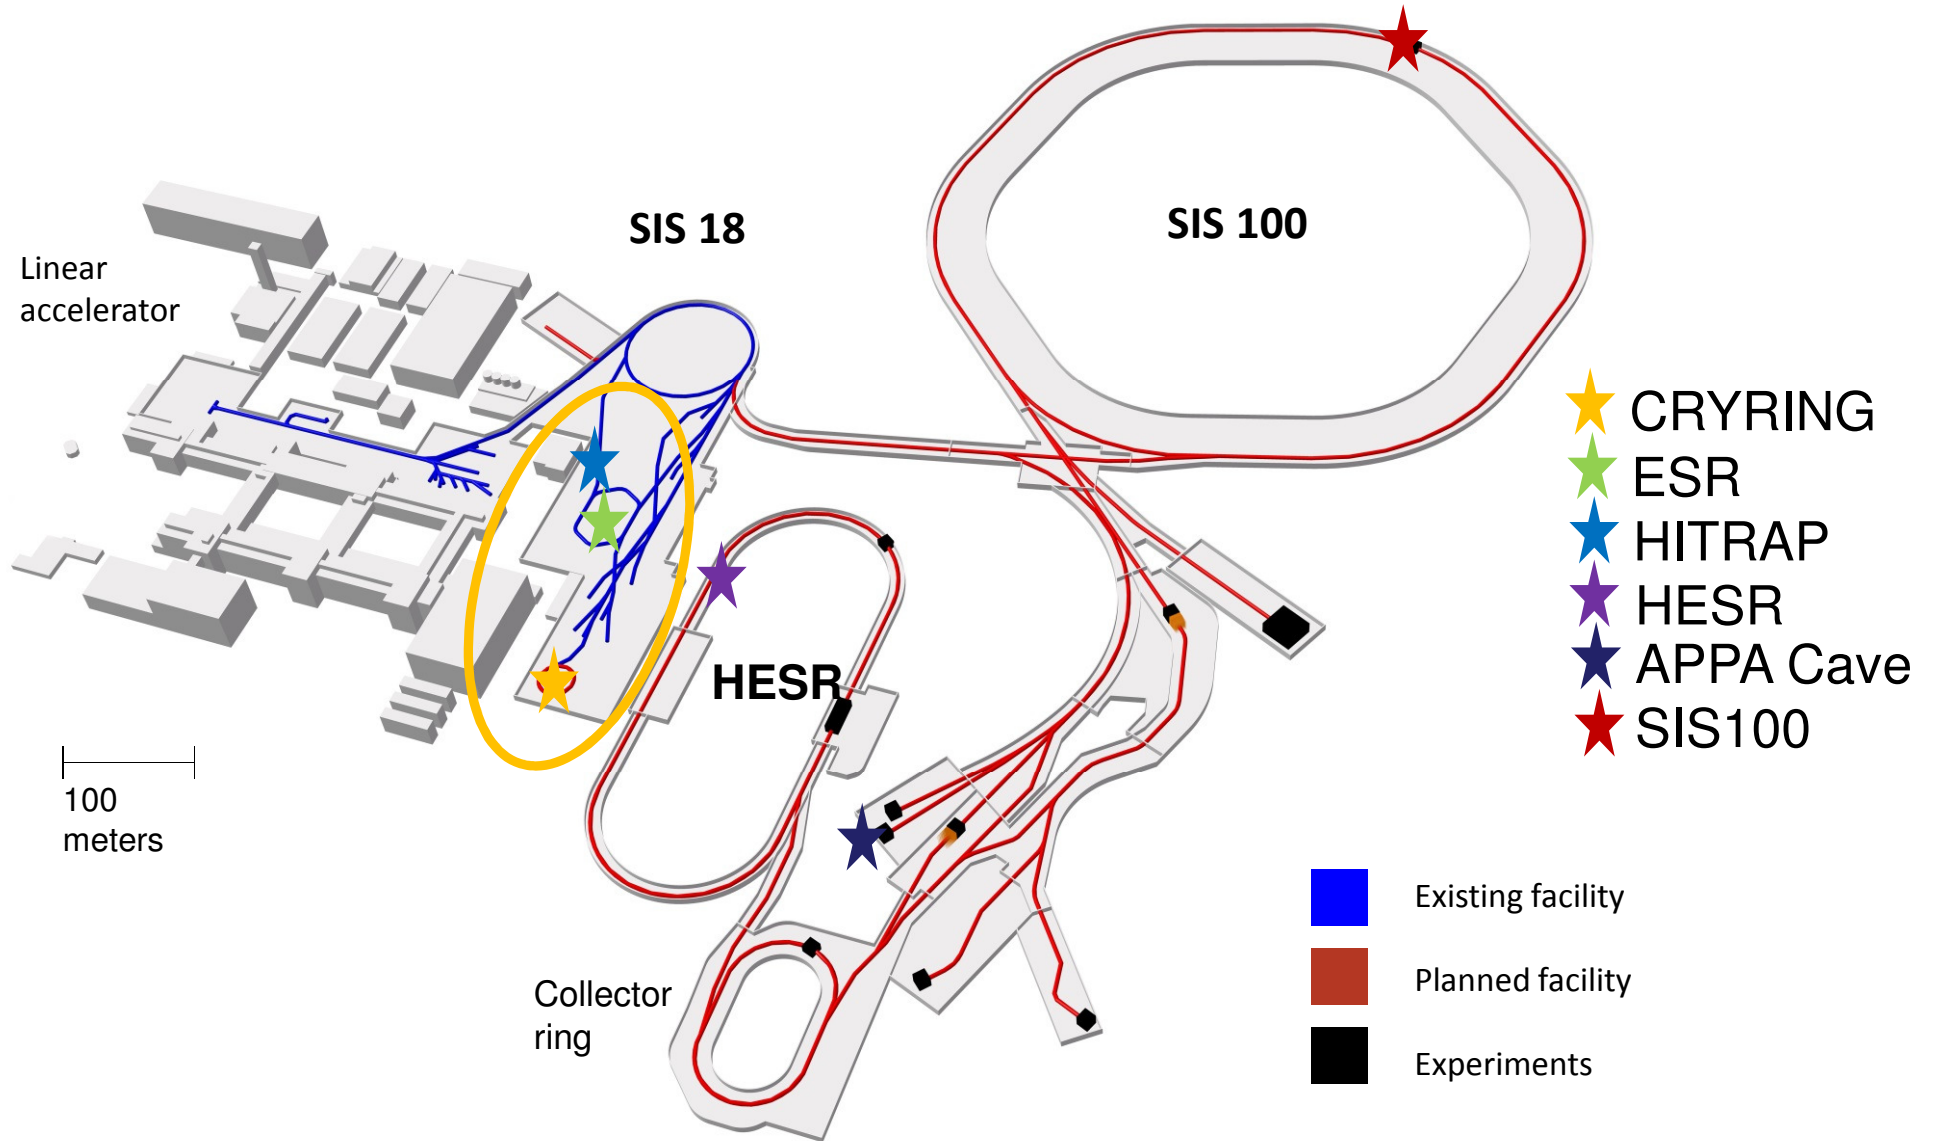 SIS 18
SIS 100
Linear
accelerator
CRYRING
ESR
HITRAP
HESR
APPA Cave
SIS100
HESR
100
meters
Existing facility
Collector
ring
Planned facility
Experiments